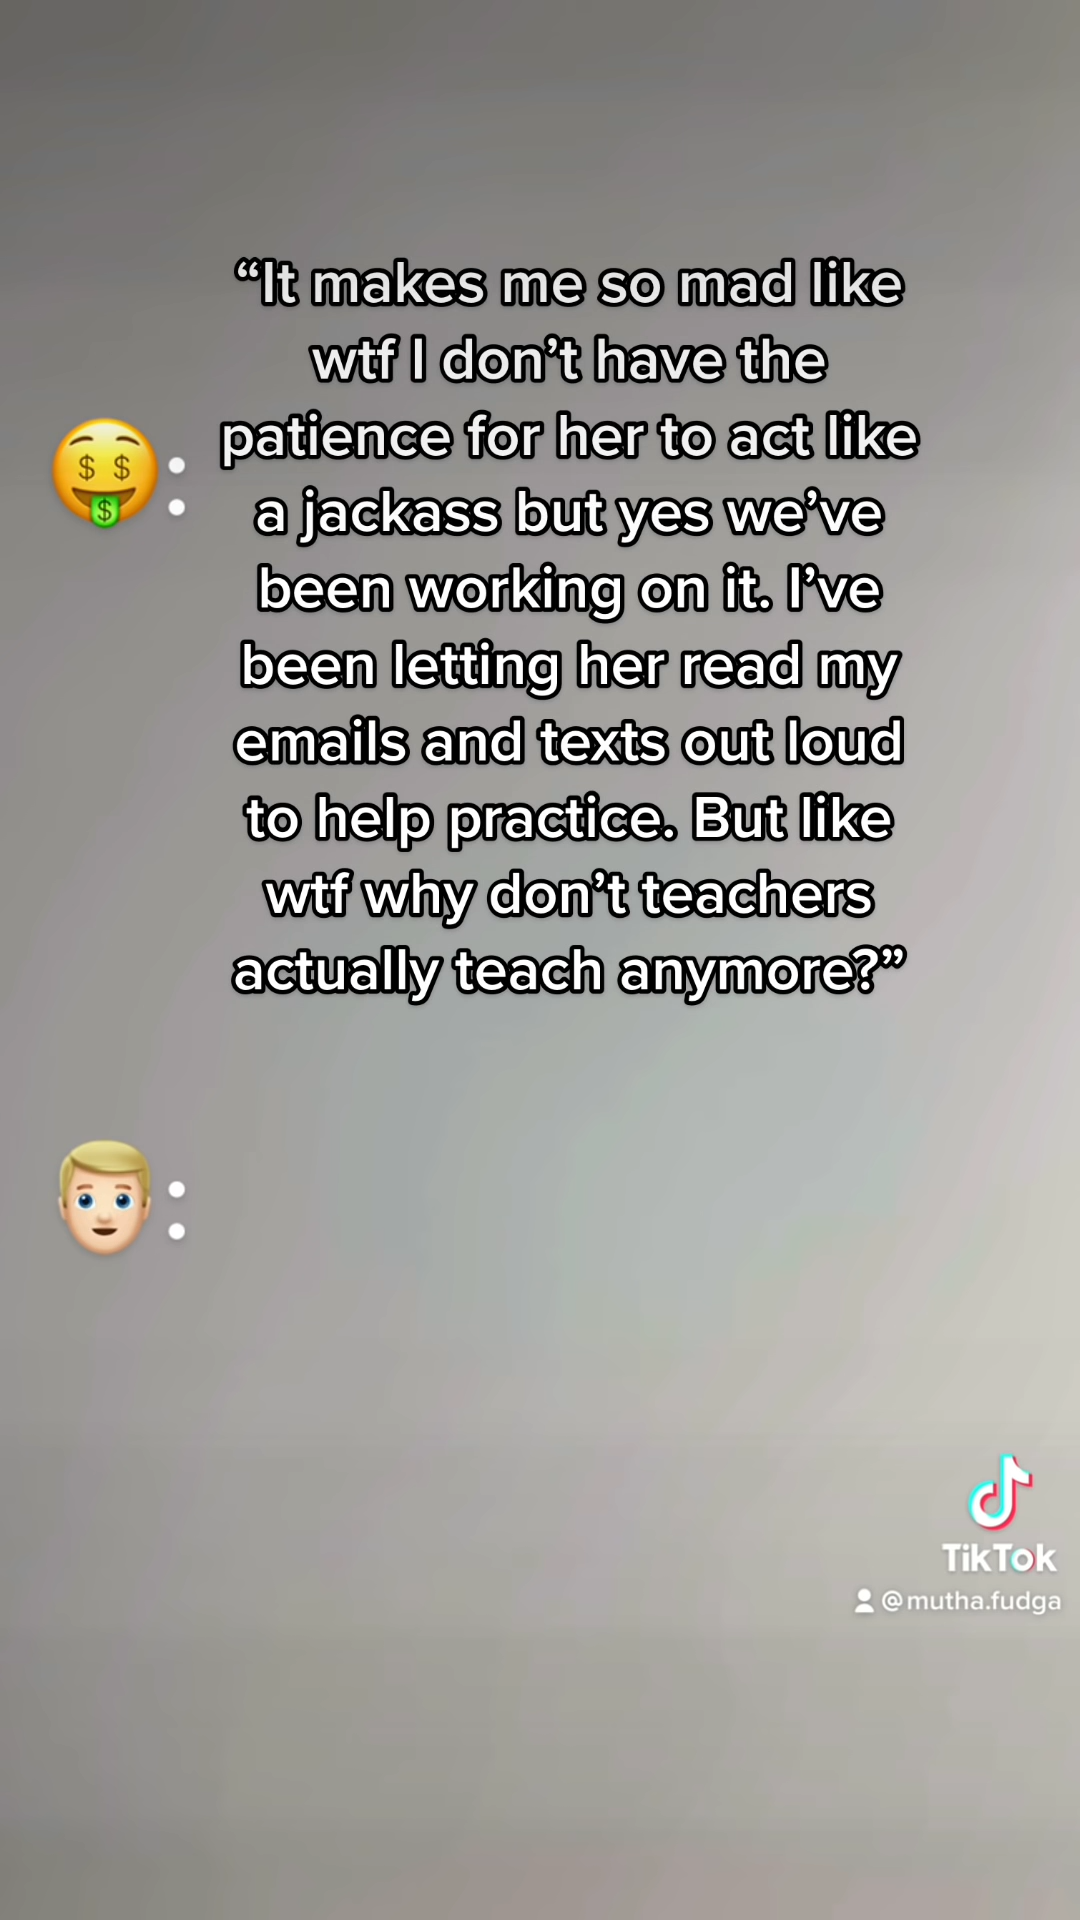 “It makes me so mad like
wtf I don’t have the
patience for her to act like
a jackass but yes we’ve
been working on it. I’ve
been letting her read my
emails and texts out loud
to help practice. But like
wtf why don’t teachers
actually teach anymore?”
:
:
TikTok
@mutha.fudga